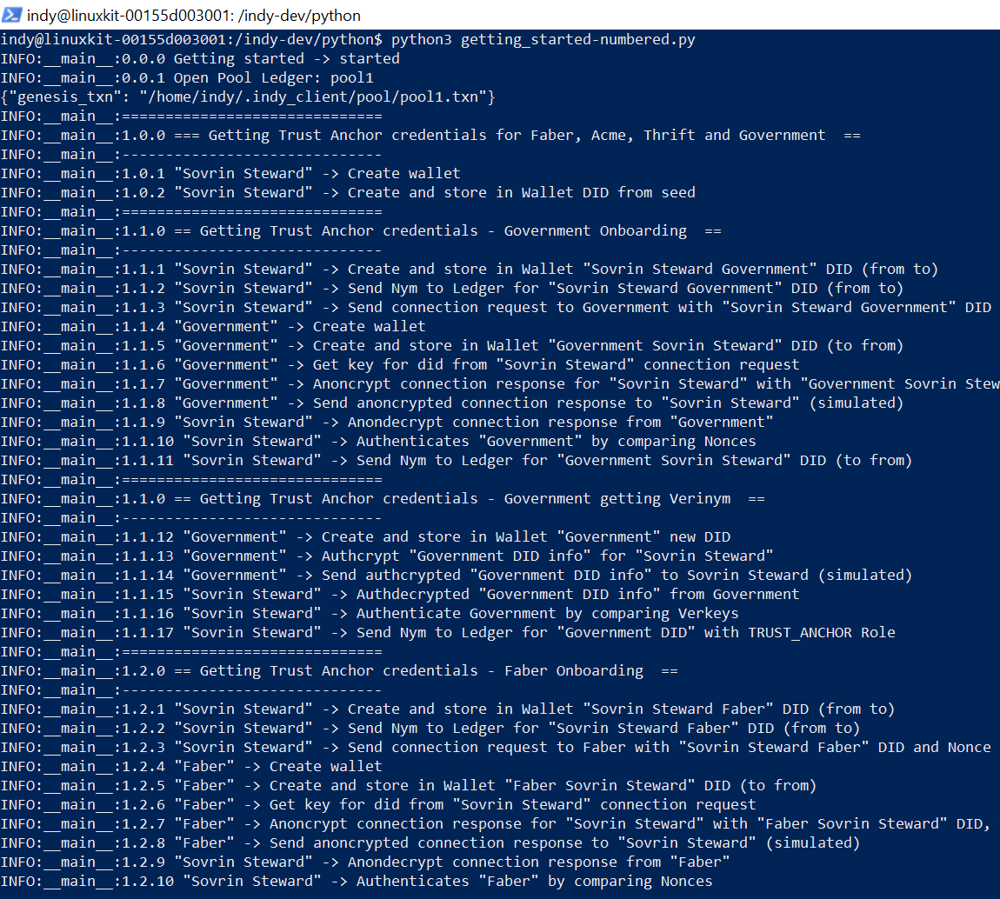 indy@linuxkit-00155d003001: /indy-dev/python
indy@linuxkit-00155d003001:/indy-dev/python$ python3 getting_started-numbered.py
INFO:__main__:0.0.0 Getting started -> started
INFO:__main__:0.0.1 Open Pool Ledger: pool1
{"genesis_txn": "/home/indy/.indy_client/pool/pool1.txn"}
INFO:__main__:==============================
INFO:__main__:1.0.0 === Getting Trust Anchor credentials for Faber, Acme, Thrift and Government  ==
INFO:__main__:------------------------------
INFO:__main__:1.0.1 "Sovrin Steward" -> Create wallet
INFO:__main__:1.0.2 "Sovrin Steward" -> Create and store in Wallet DID from seed
INFO:__main__:==============================
INFO:__main__:1.1.0 == Getting Trust Anchor credentials - Government Onboarding  ==
INFO:__main__:------------------------------
INFO:__main__:1.1.1 "Sovrin Steward" -> Create and store in Wallet "Sovrin Steward Government" DID (from to)
INFO:__main__:1.1.2 "Sovrin Steward" -> Send Nym to Ledger for "Sovrin Steward Government" DID (from to)
INFO:__main__:1.1.3 "Sovrin Steward" -> Send connection request to Government with "Sovrin Steward Government" DID
INFO:__main__:1.1.4 "Government" -> Create wallet
INFO:__main__:1.1.5 "Government" -> Create and store in Wallet "Government Sovrin Steward" DID (to from)
INFO:__main__:1.1.6 "Government" -> Get key for did from "Sovrin Steward" connection request
INFO:__main__:1.1.7 "Government" -> Anoncrypt connection response for "Sovrin Steward" with "Government Sovrin Stew
INFO:__main__:1.1.8 "Government" -> Send anoncrypted connection response to "Sovrin Steward" (simulated)
INFO:__main__:1.1.9 "Sovrin Steward" -> Anondecrypt connection response from "Government"
INFO:__main__:1.1.10 "Sovrin Steward" -> Authenticates "Government" by comparing Nonces
INFO:__main__:1.1.11 "Sovrin Steward" -> Send Nym to Ledger for "Government Sovrin Steward" DID (to from)
INFO:__main__:==============================
INFO:__main__:1.1.0 == Getting Trust Anchor credentials - Government getting Verinym  ==
INFO:__main__:------------------------------
INFO:__main__:1.1.12 "Government" -> Create and store in Wallet "Government" new DID
INFO:__main__:1.1.13 "Government" -> Authcrypt "Government DID info" for "Sovrin Steward"
INFO:__main__:1.1.14 "Government" -> Send authcrypted "Government DID info" to Sovrin Steward (simulated)
INFO:__main__:1.1.15 "Sovrin Steward" -> Authdecrypted "Government DID info" from Government
INFO:__main__:1.1.16 "Sovrin Steward" -> Authenticate Government by comparing Verkeys
INFO:__main__:1.1.17 "Sovrin Steward" -> Send Nym to Ledger for "Government DID" with TRUST_ANCHOR Role
INFO:__main__:==============================
INFO:__main__:1.2.0 == Getting Trust Anchor credentials - Faber Onboarding  ==
INFO:__main__:------------------------------
INFO:__main__:1.2.1 "Sovrin Steward" -> Create and store in Wallet "Sovrin Steward Faber" DID (from to)
INFO:__main__:1.2.2 "Sovrin Steward" -> Send Nym to Ledger for "Sovrin Steward Faber" DID (from to)
INFO:__main__:1.2.3 "Sovrin Steward" -> Send connection request to Faber with "Sovrin Steward Faber" DID and Nonce
INFO:__main__:1.2.4 "Faber" -> Create wallet
INFO:__main__:1.2.5 "Faber" -> Create and store in Wallet "Faber Sovrin Steward" DID (to from)
INFO:__main__:1.2.6 "Faber" -> Get key for did from "Sovrin Steward" connection request
INFO:__main__:1.2.7 "Faber" -> Anoncrypt connection response for "Sovrin Steward" with "Faber Sovrin Steward" DID,
INFO:__main__:1.2.8 "Faber" -> Send anoncrypted connection response to "Sovrin Steward" (simulated)
INFO:__main__:1.2.9 "Sovrin Steward" -> Anondecrypt connection response from "Faber"
INFO:__main__:1.2.10 "Sovrin Steward" -> Authenticates "Faber" by comparing Nonces